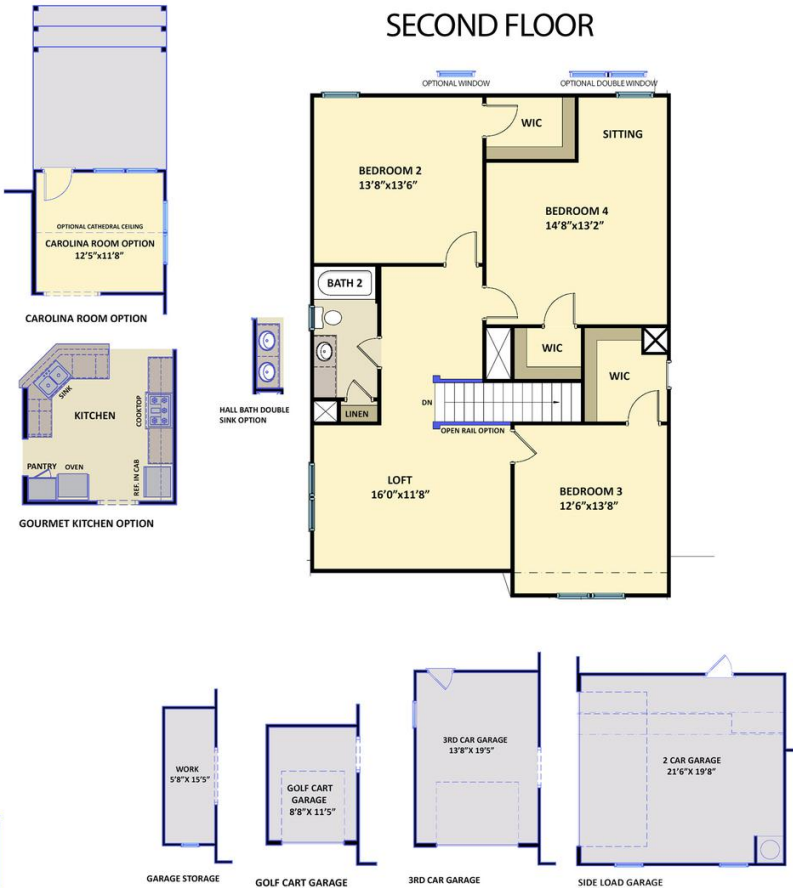 SECOND FLOOR
OPTIONAL WINDOW
OPTIONAL DOUBLE WINDOW
WIC
SITTING
BEDROOM 2
13'8"x13'6"
BEDROOM 4
14'8"x13'2"
OPTIONAL CATHEDRAL CEILING
CAROLINA ROOM OPTION
12'5"x11'8"
CAROLINA ROOM OPTION
BATH 2
WIC
WIC
SINK
KITCHEN
COOKTOP
PANTRY
OVEN
REF. IN CAB
GOURMET KITCHEN OPTION
HALL BATH DOUBLE
SINK OPTION
LINEN
DN
OPEN RAIL OPTION
LOFT
16'0"x11'8"
BEDROOM 3
12'6"x13'8"
WORK
5'8"X 15'5"
GARAGE STORAGE
GOLF CART
GARAGE
8'8"X 11'5"
GOLF CART GARAGE
3RD CAR GARAGE
13'8"X 19'5"
3RD CAR GARAGE
2 CAR GARAGE
21'6"X 19'8"
SIDE LOAD GARAGE